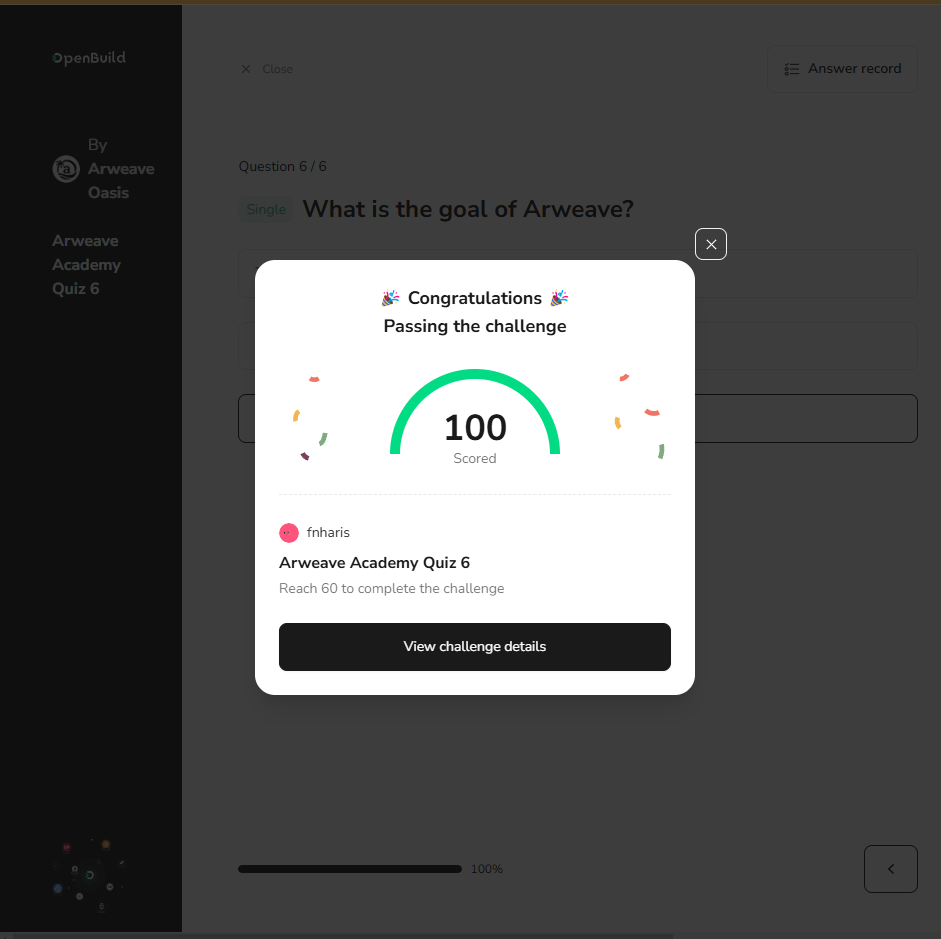 OpenBuild
By
Arweave
Oasis
Arweave
Academy
Quiz 6
Close
Answer record
Question 6 / 6
Single What is the goal of Arweave?
🎉 Congratulations 🎉
Passing the challenge
100
Scored
fnharis
Arweave Academy Quiz 6
Reach 60 to complete the challenge
View challenge details
100%